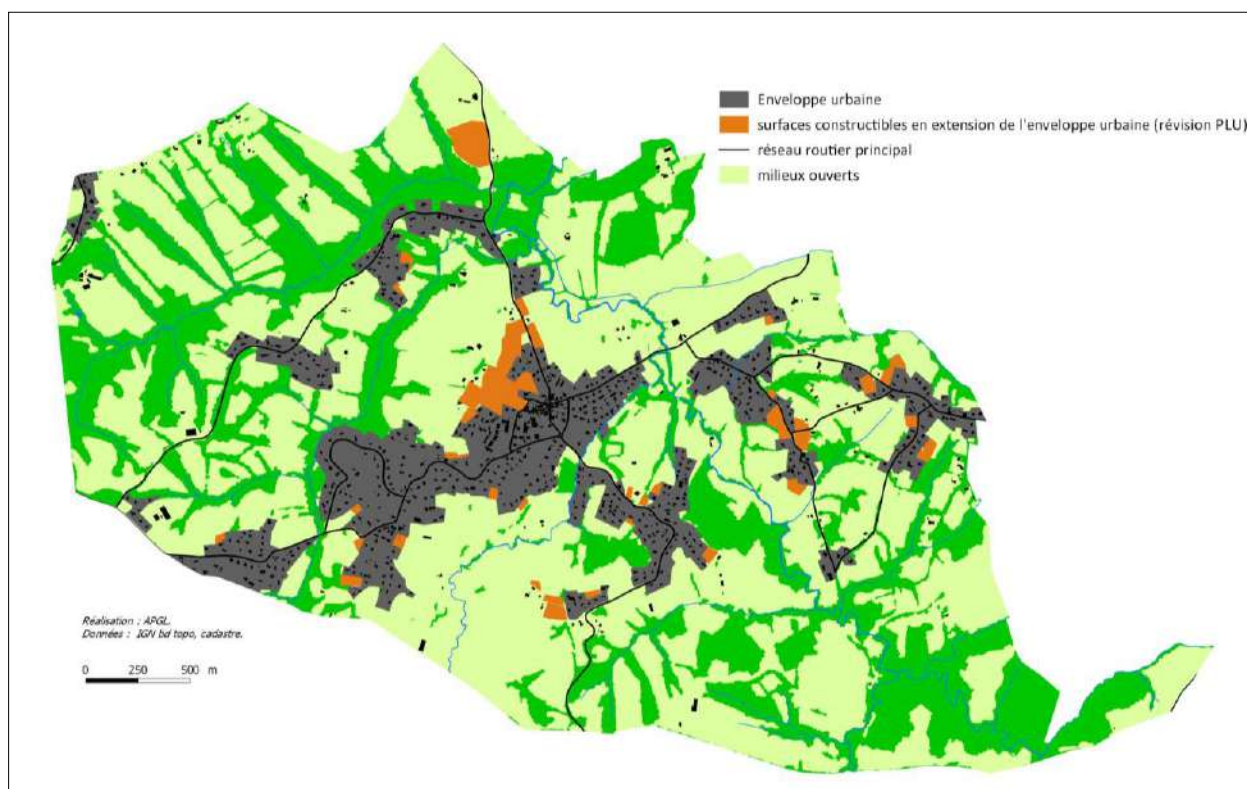 Enveloppe urbaine
surfaces constructibles en extension de l'enveloppe urbaine (révision PLU)
réseau routier principal
milieux ouverts
Réalisation : APGL.
Données : IGN bd topo, cadastre.
0 250 500 m